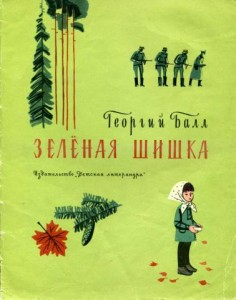 Георгий Балл
ЗЕЛЁНАЯ ШИШКА
Издательство „Детская литература“